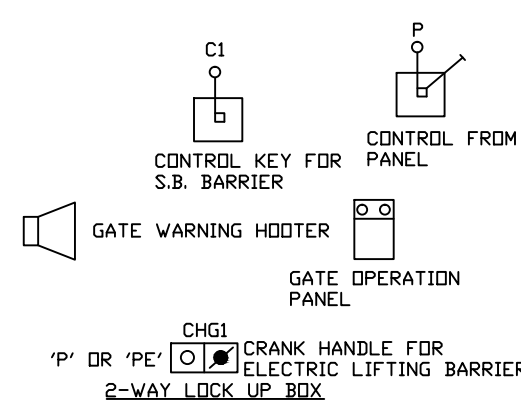 C1
P
CONTROL KEY FOR
S.B. BARRIER
CONTROL FROM
PANEL
GATE WARNING HOOTER
GATE OPERATION
PANEL
CHG1
'P' OR 'PE'
CRANK HANDLE FOR
ELECTRIC LIFTING BARRIER
2-WAY LOCK UP BOX